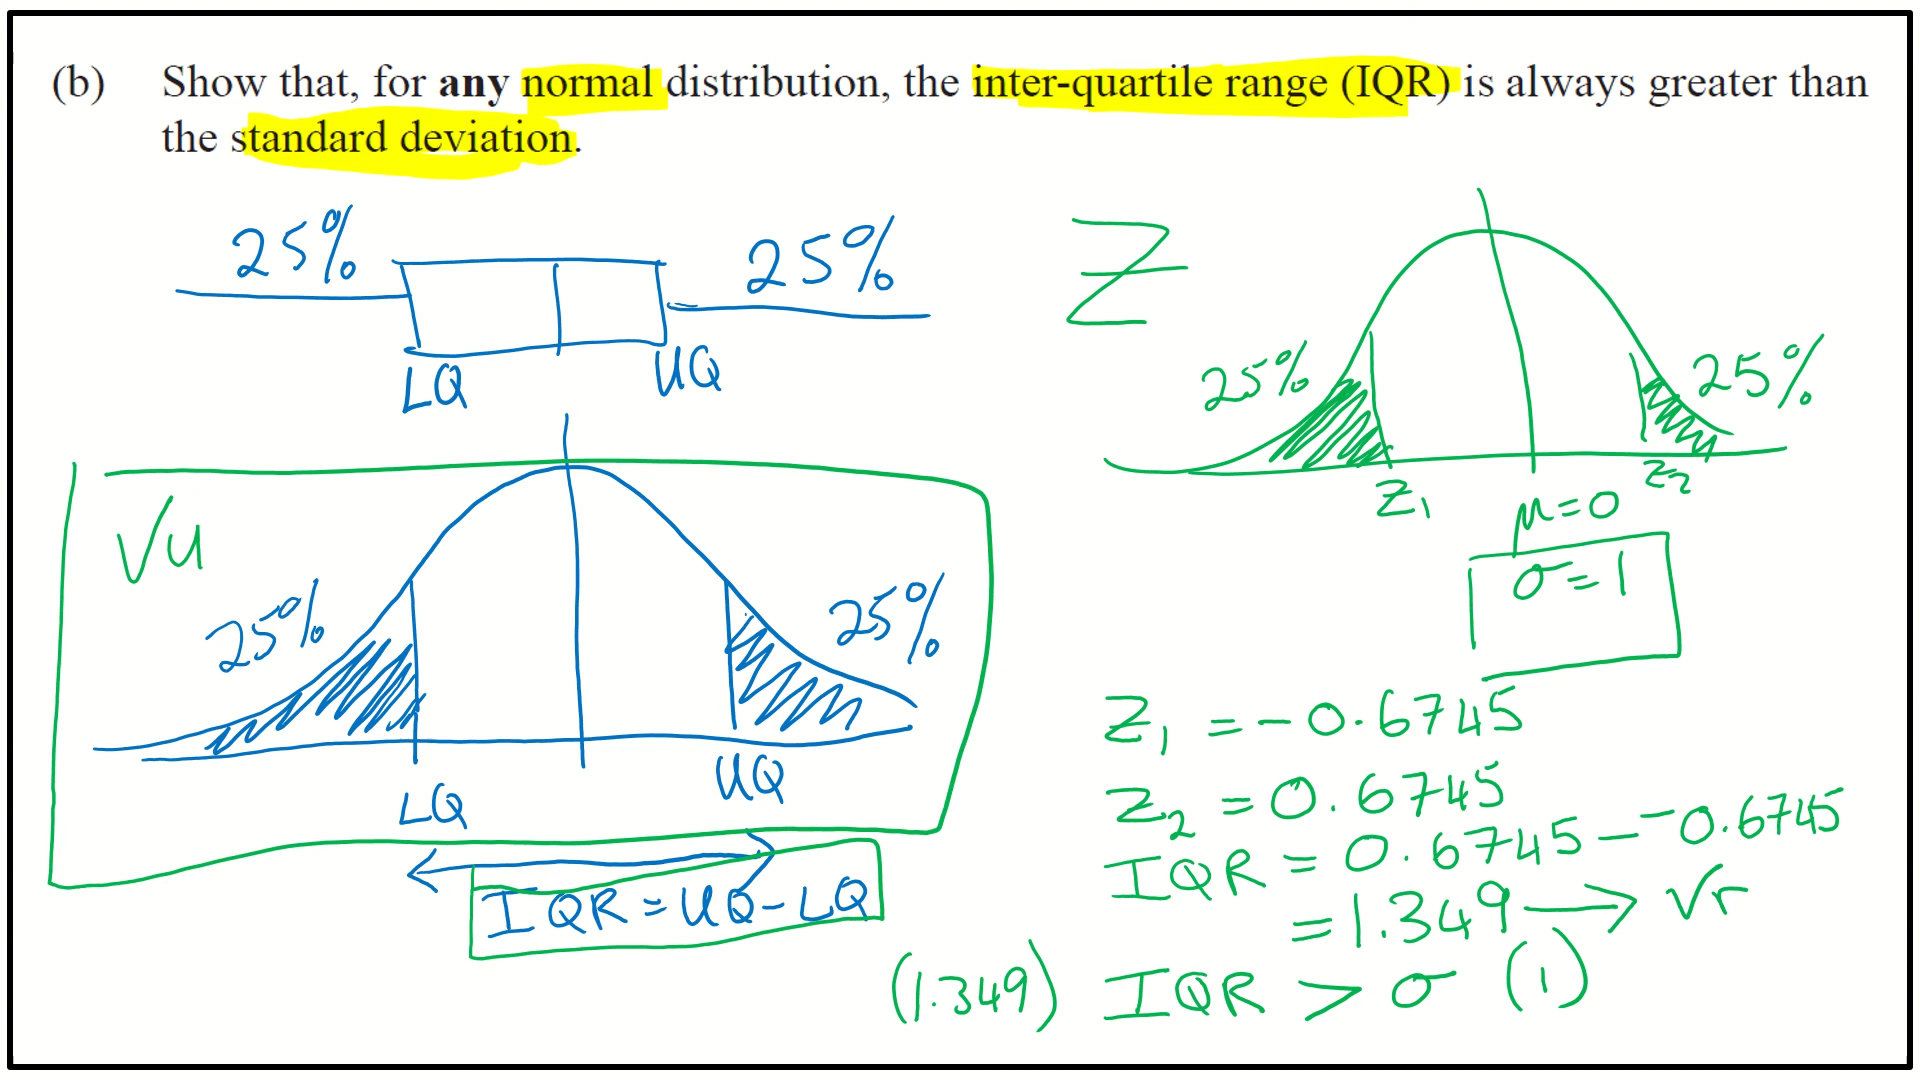 (b) Show that, for any normal distribution, the inter-quartile range (IQR) is always greater than
the standard deviation.
25%
25%
LQ
UQ
Vu
25%
25%
LQ
UQ
IQR = UQ - LQ
Z
25%
25%
Z₁
Z₂
μ=0
σ=1
Z₁ = -0.6745
Z₂ = 0.6745
IQR = 0.6745 - -0.6745
= 1.349 → Vr
(1.349) IQR > σ (1)